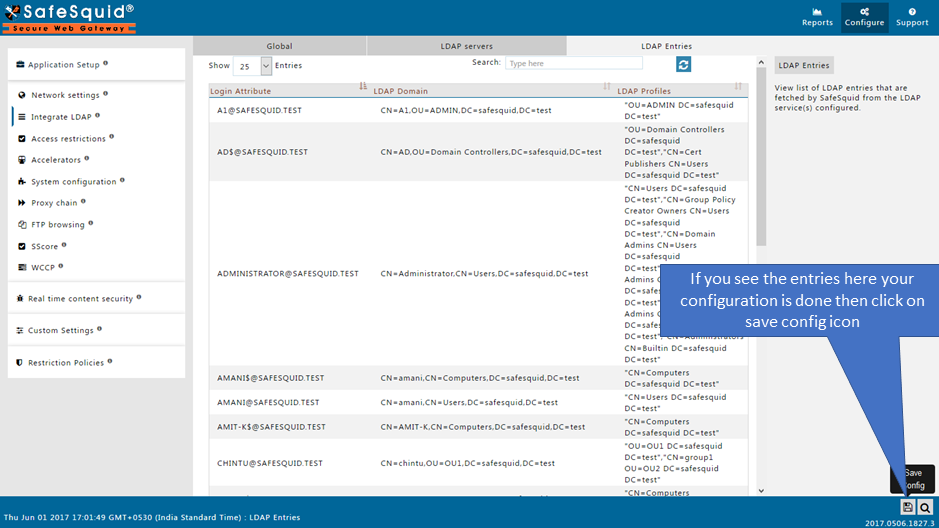 SafeSquid®
Secure Web Gateway
Reports
Configure
Support
Application Setup
Network settings
Integrate LDAP
Access restrictions
Accelerators
System configuration
Proxy chain
FTP browsing
SScore
WCCP
Real time content security
Custom Settings
Restriction Policies
Global
LDAP servers
LDAP Entries
Show 25 Entries
Search: Type here
Login Attribute
LDAP Domain
LDAP Profiles
A1@SAFESQUID.TEST
CN=A1,OU=ADMIN,DC=safesquid,DC=test
"OU=ADMIN DC=safesquid
DC=test"
AD$@SAFESQUID.TEST
CN=AD,OU=Domain Controllers,DC=safesquid,DC=test
"OU=Domain Controllers
DC=safesquid
DC=test","CN=Cert
Publishers CN=Users
DC=safesquid DC=test"
ADMINISTRATOR@SAFESQUID.TEST
CN=Administrator,CN=Users,DC=safesquid,DC=test
"CN=Users DC=safesquid
DC=test","CN=Group Policy
Creator Owners CN=Users
DC=safesquid
DC=test","CN=Domain
Admins CN=Users
DC=safesquid
DC=test"
Admins
DC=test"
Admins
DC=test"
CN=Builtin DC=safesquid
DC=test"
AMANI$@SAFESQUID.TEST
CN=amani,CN=Computers,DC=safesquid,DC=test
"CN=Computers
DC=safesquid DC=test"
AMANI@SAFESQUID.TEST
CN=amani,CN=Users,DC=safesquid,DC=test
"CN=Users DC=safesquid
DC=test"
AMIT-K$@SAFESQUID.TEST
CN=AMIT-K,CN=Computers,DC=safesquid,DC=test
"CN=Computers
DC=safesquid DC=test"
CHINTU@SAFESQUID.TEST
CN=chintu,OU=OU1,DC=safesquid,DC=test
"OU=OU1 DC=safesquid
DC=test","CN=group1
OU=OU2 DC=safesquid
DC=test"
"CN=Computers
LDAP Entries
View list of LDAP entries that are
fetched by SafeSquid from the LDAP
service(s) configured.
If you see the entries here your
configuration is done then click on
save config icon
Save
Thu Jun 01 2017 17:01:49 GMT+0530 (India Standard Time) : LDAP Entries
2017.0506.1827.3